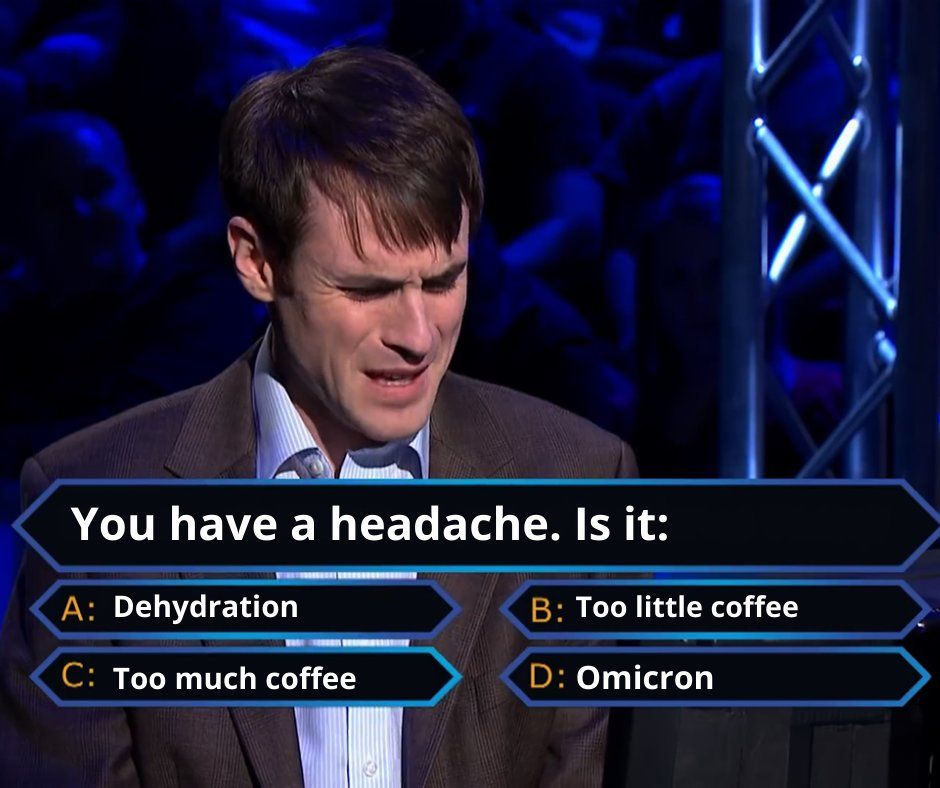 You have a headache. Is it:
A: Dehydration
B: Too little coffee
C: Too much coffee
D: Omicron